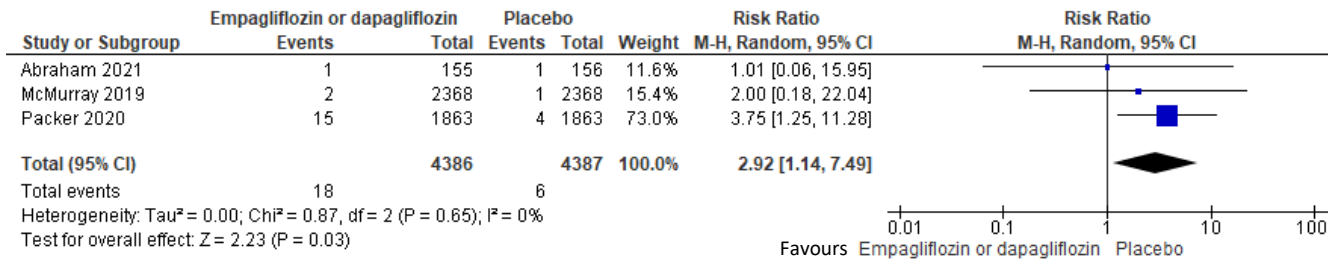 Empagliflozin or dapagliflozin Placebo Risk Ratio Risk Ratio
Study or Subgroup Events Total Events Total Weight M-H, Random, 95% CI M-H, Random, 95% CI
Abraham 2021 1 155 1 156 11.6% 1.01 [0.06, 15.95]
McMurray 2019 2 2368 1 2368 15.4% 2.00 [0.18, 22.04]
Packer 2020 15 1863 4 1863 73.0% 3.75 [1.25, 11.28]
Total (95% CI) 4386 4387 100.0% 2.92 [1.14, 7.49]
Total events 18 6
Heterogeneity: Tau² = 0.00; Chi² = 0.87, df = 2 (P = 0.65); I² = 0%
Test for overall effect: Z = 2.23 (P = 0.03)
0.01 0.1 1 10 100
Favours Empagliflozin or dapagliflozin Placebo